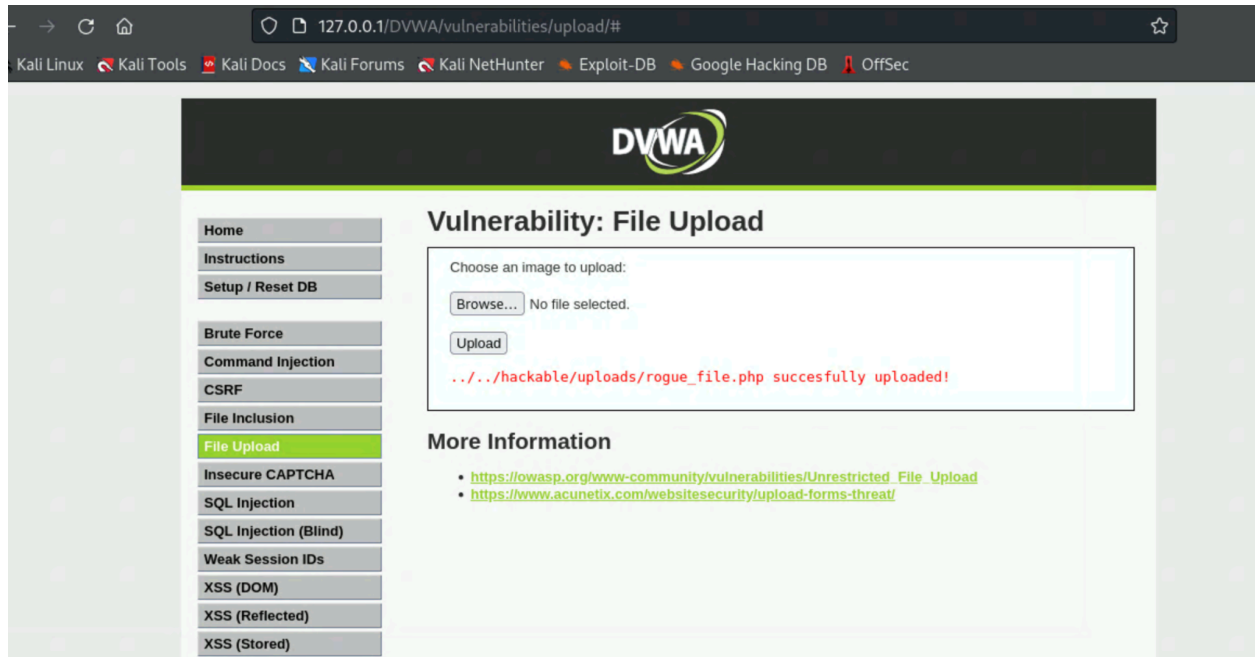 127.0.0.1/DVWA/vulnerabilities/upload/#
Kali Linux Kali Tools Kali Docs Kali Forums Kali NetHunter Exploit-DB Google Hacking DB OffSec
DVWA
Home
Instructions
Setup / Reset DB
Brute Force
Command Injection
CSRF
File Inclusion
File Upload
Insecure CAPTCHA
SQL Injection
SQL Injection (Blind)
Weak Session IDs
XSS (DOM)
XSS (Reflected)
XSS (Stored)
Vulnerability: File Upload
Choose an image to upload:
Browse... No file selected.
Upload
../../hackable/uploads/rogue_file.php succesfully uploaded!
More Information
https://owasp.org/www-community/vulnerabilities/Unrestricted_File_Upload
https://www.acunetix.com/websitesecurity/upload-forms-threat/